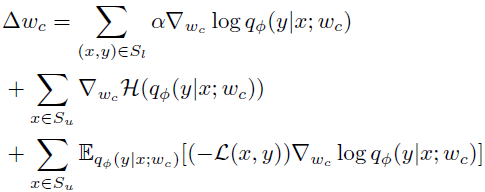 Δw_c = ∑_{(x,y)∈S_l} α∇_{w_c} log q_ϕ(y|x; w_c)
+ ∑_{x∈S_u} ∇_{w_c} ℋ(q_ϕ(y|x; w_c))
+ ∑_{x∈S_u} 𝔼_{q_ϕ(y|x;w_c)}[(−ℒ(x, y))∇_{w_c} log q_ϕ(y|x; w_c)]